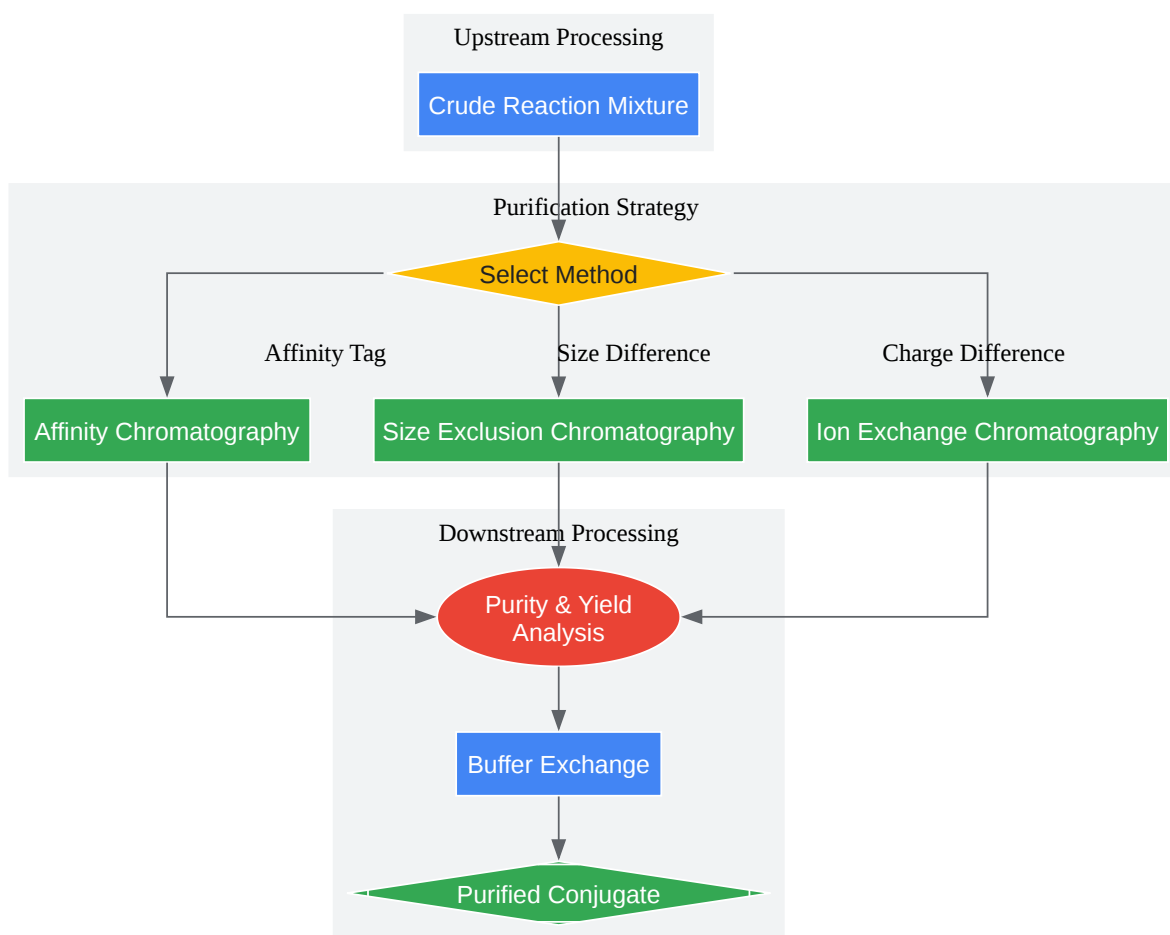 Upstream Processing
Crude Reaction Mixture
Purification Strategy
Select Method
Affinity Tag
Size Difference
Charge Difference
Affinity Chromatography
Size Exclusion Chromatography
Ion Exchange Chromatography
Downstream Processing
Purity & Yield
Analysis
Buffer Exchange
Purified Conjugate